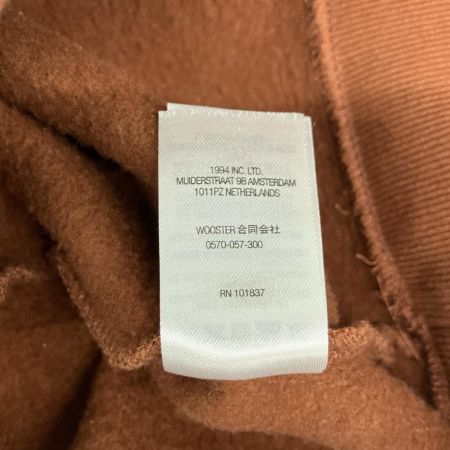 1994 INC. LTD.
MUIDERSTRAAT 9B AMSTERDAM
1011PZ NETHERLANDS
WOOSTER 合同会社
0570-057-300
RN 101837